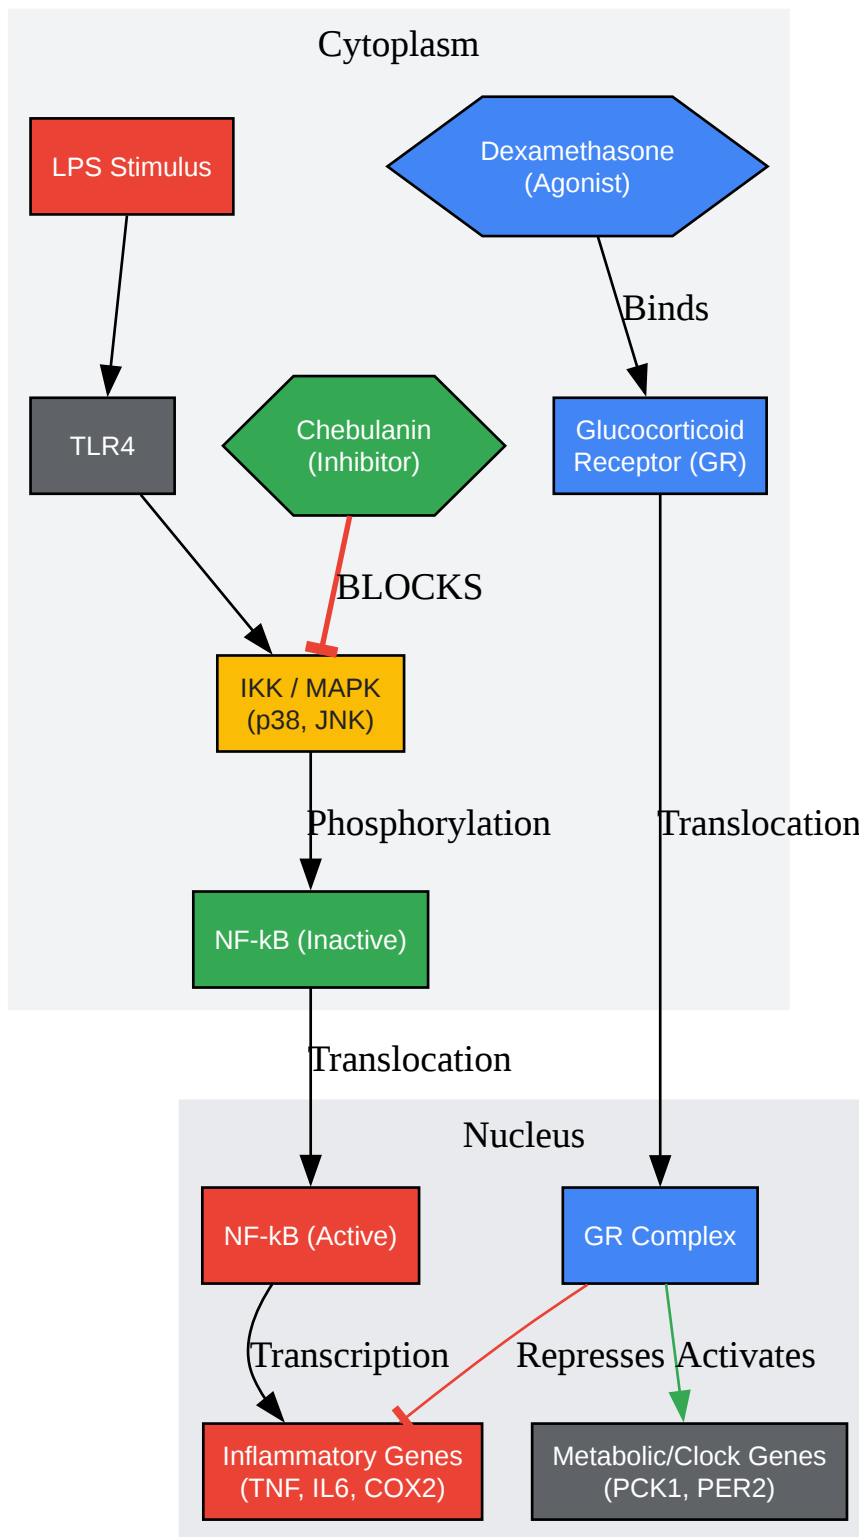 Cytoplasm
LPS Stimulus
Dexamethasone
(Agonist)
Binds
TLR4
Chebulanin
(Inhibitor)
Glucocorticoid
Receptor (GR)
BLOCKS
IKK / MAPK
(p38, JNK)
Phosphorylation
Translocation
NF-kB (Inactive)
Translocation
Nucleus
NF-kB (Active)
GR Complex
Transcription
Represses
Activates
Inflammatory Genes
(TNF, IL6, COX2)
Metabolic/Clock Genes
(PCK1, PER2)